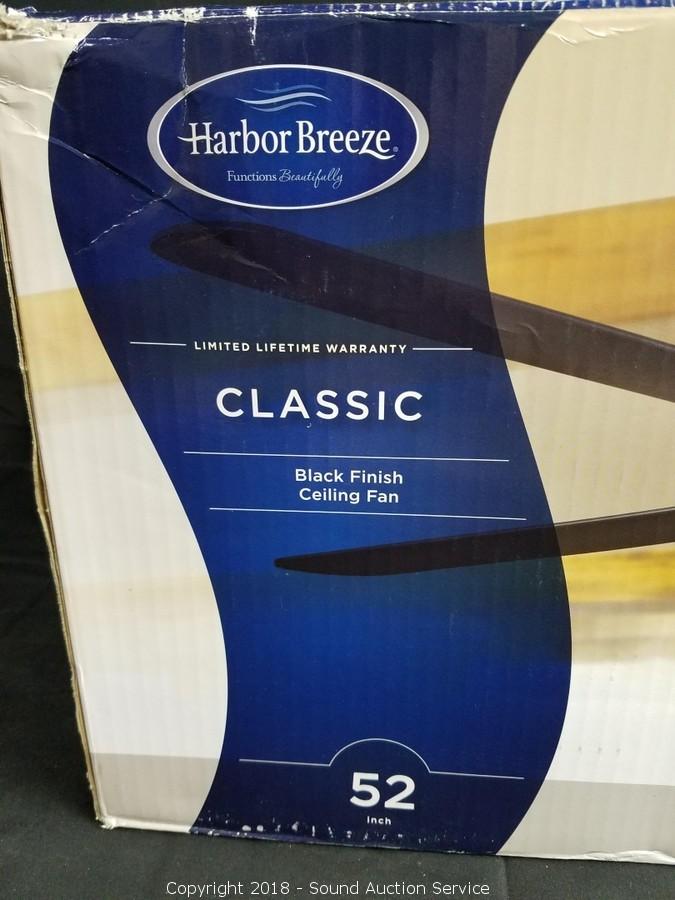 Harbor Breeze®
Functions Beautifully
LIMITED LIFETIME WARRANTY
CLASSIC
Black Finish
Ceiling Fan
52
inch
Copyright 2018 - Sound Auction Service